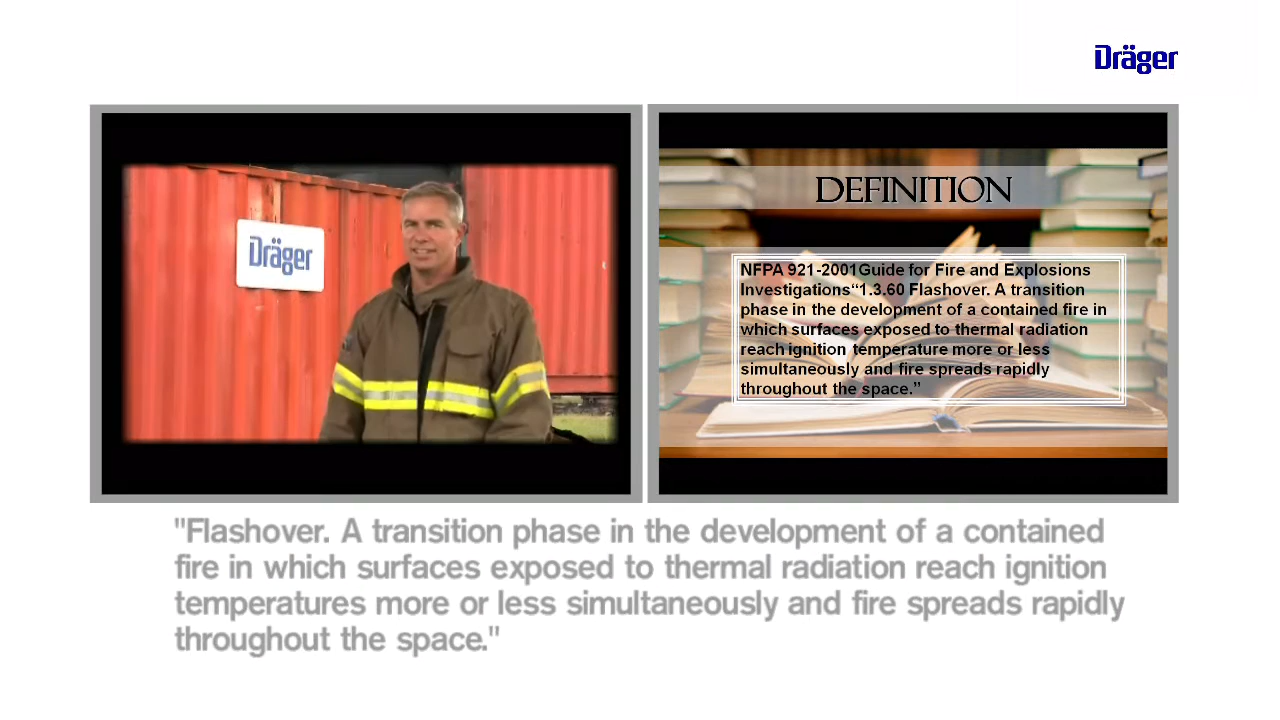 Dräger
Dräger
DEFINITION
NFPA 921-2001Guide for Fire and Explosions
Investigations“1.3.60 Flashover. A transition
phase in the development of a contained fire in
which surfaces exposed to thermal radiation
reach ignition temperature more or less
simultaneously and fire spreads rapidly
throughout the space.”
"Flashover. A transition phase in the development of a contained
fire in which surfaces exposed to thermal radiation reach ignition
temperatures more or less simultaneously and fire spreads rapidly
throughout the space."